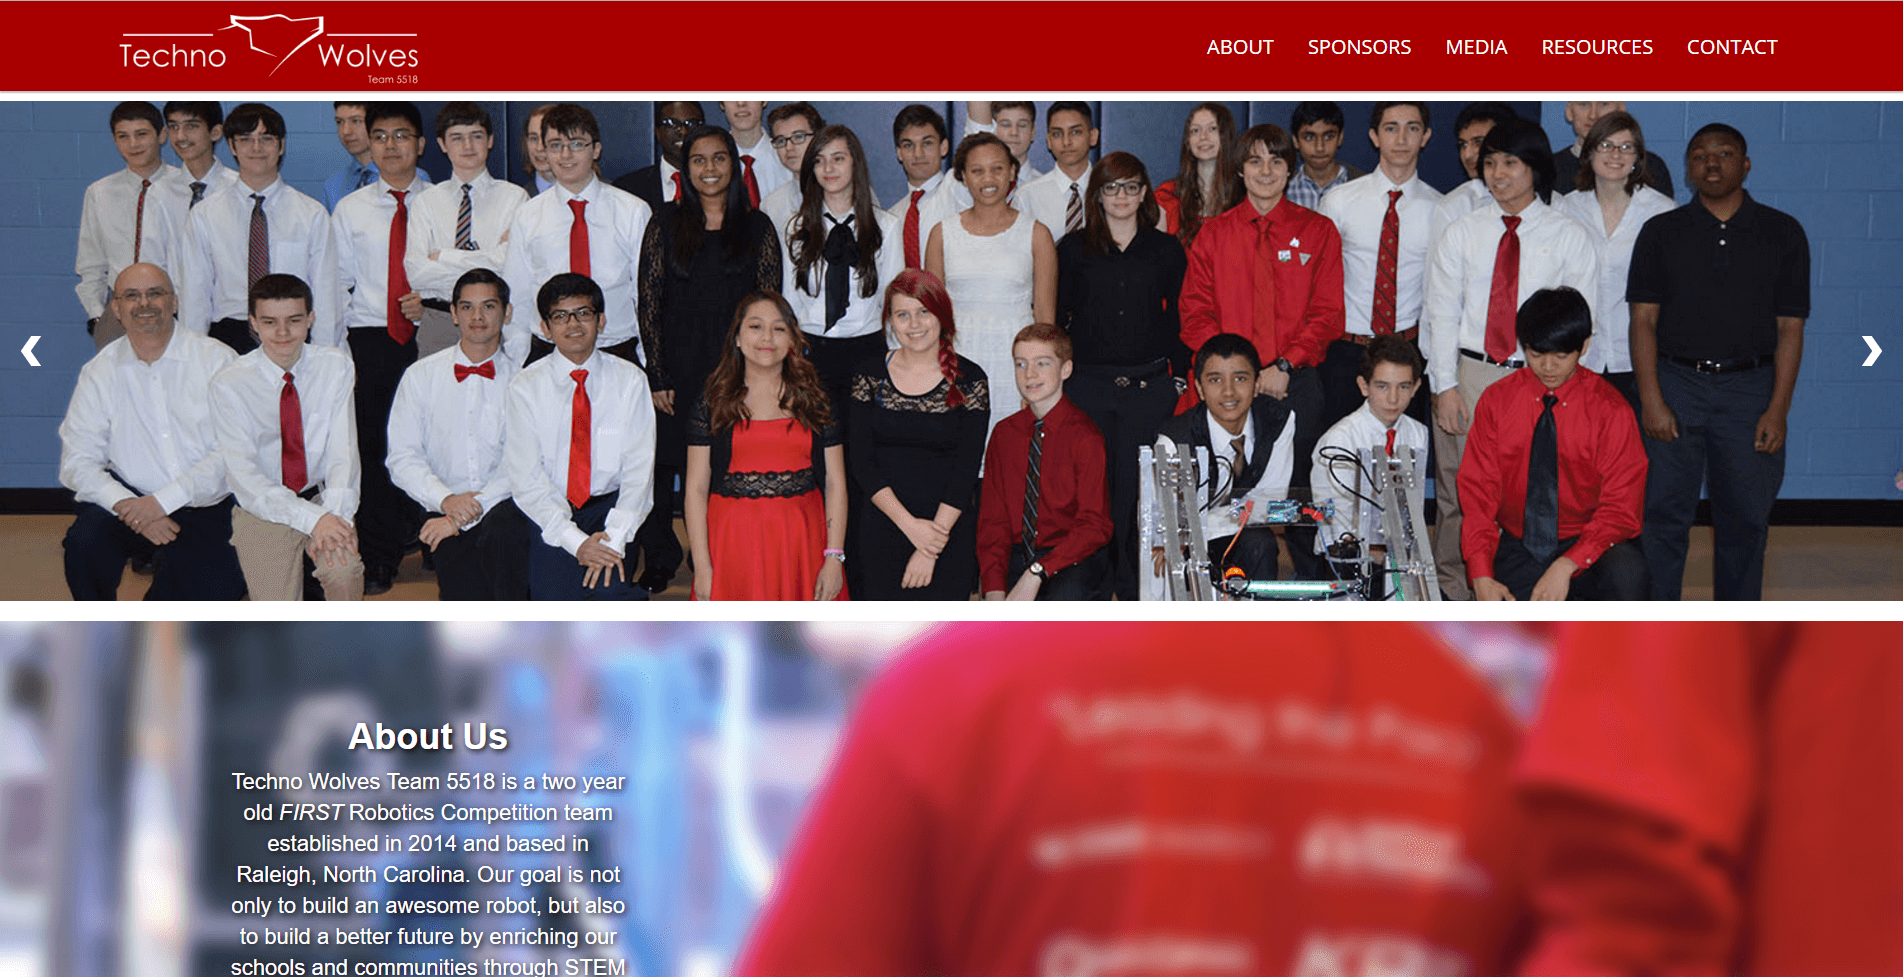 Techno Wolves
Team 5518
ABOUT SPONSORS MEDIA RESOURCES CONTACT
About Us
Techno Wolves Team 5518 is a two year
old FIRST Robotics Competition team
established in 2014 and based in
Raleigh, North Carolina. Our goal is not
only to build an awesome robot, but also
to build a better future by enriching our
schools and communities through STEM